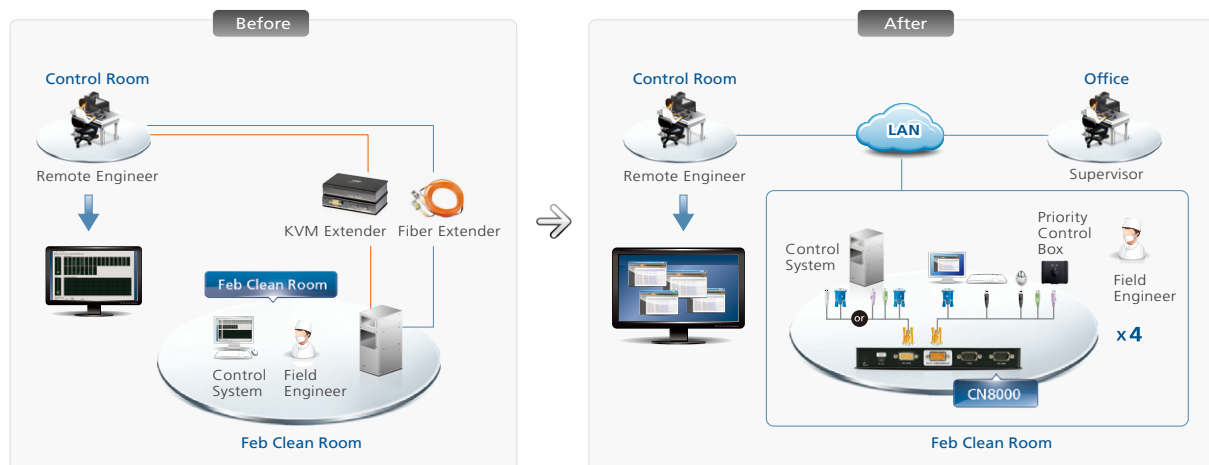 Before
Control Room
Remote Engineer
KVM Extender
Fiber Extender
Feb Clean Room
Control
System
Field
Engineer
Feb Clean Room
After
Control Room
Remote Engineer
LAN
Office
Supervisor
Control
System
or
Priority
Control
Box
Field
Engineer
x4
CN8000
Feb Clean Room